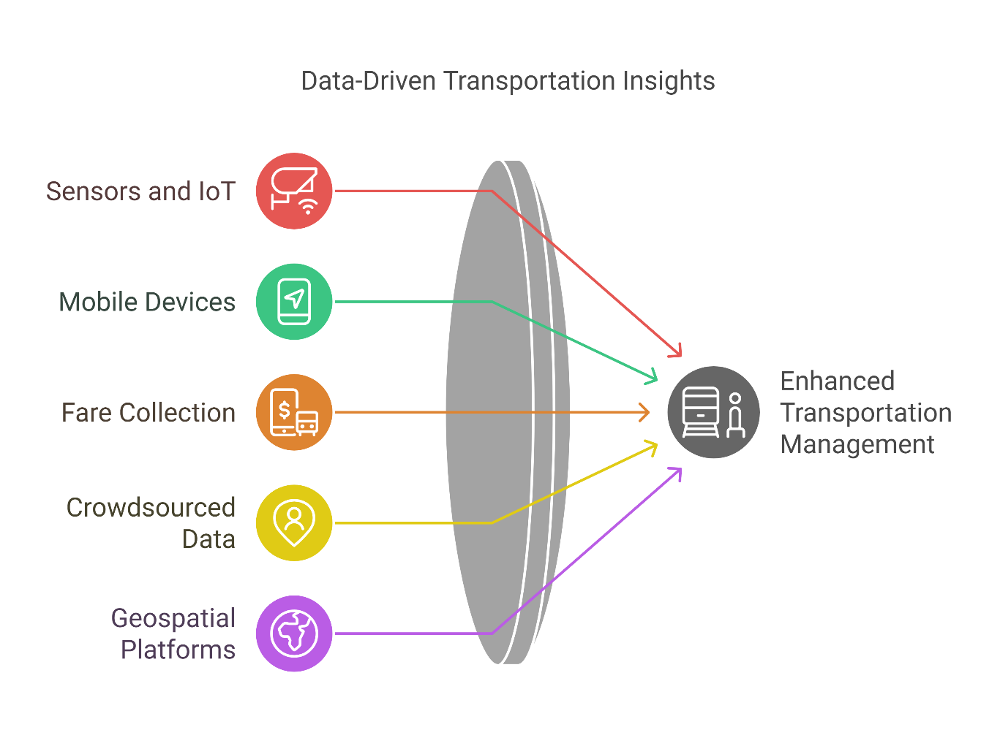 Data-Driven Transportation Insights
Sensors and IoT
Mobile Devices
Fare Collection
$
Crowdsourced
Data
Geospatial
Platforms
Enhanced
Transportation
Management